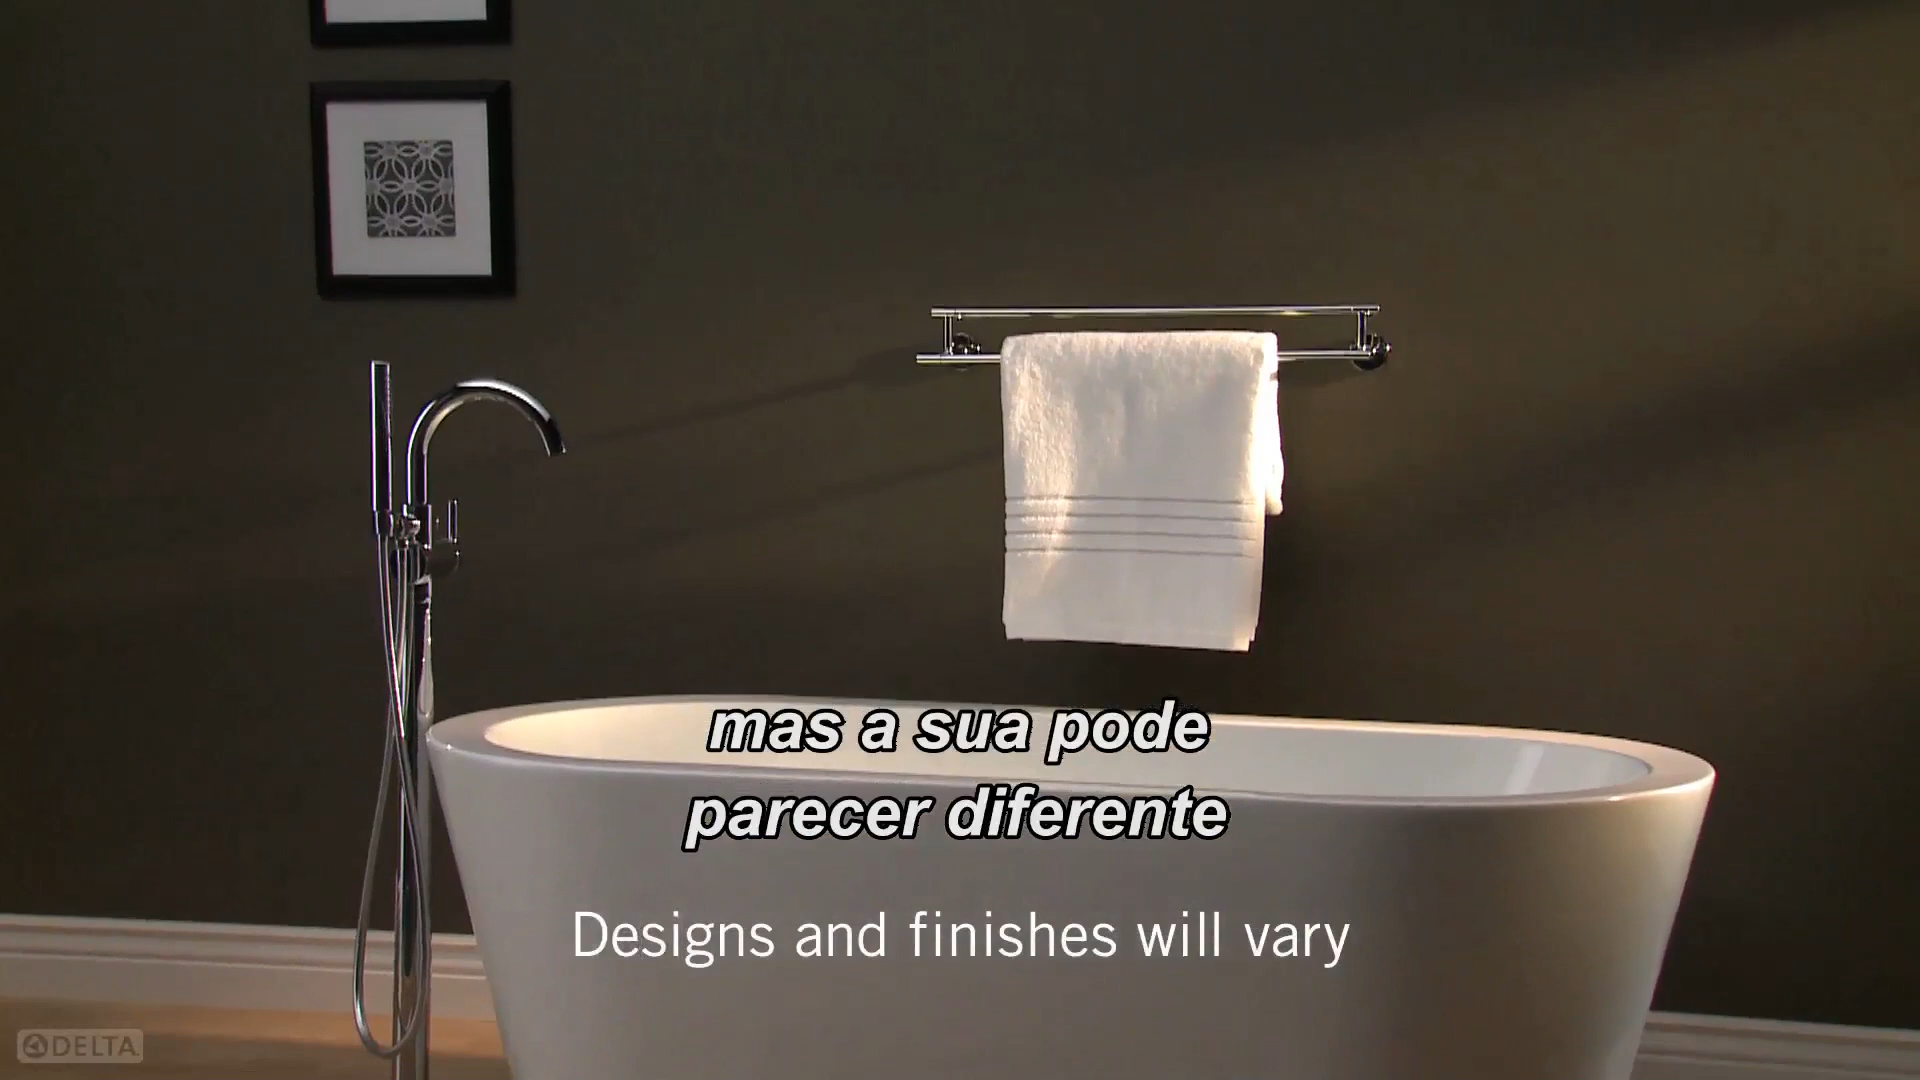 mas a sua pode
parecer diferente
Designs and finishes will vary
DELTA